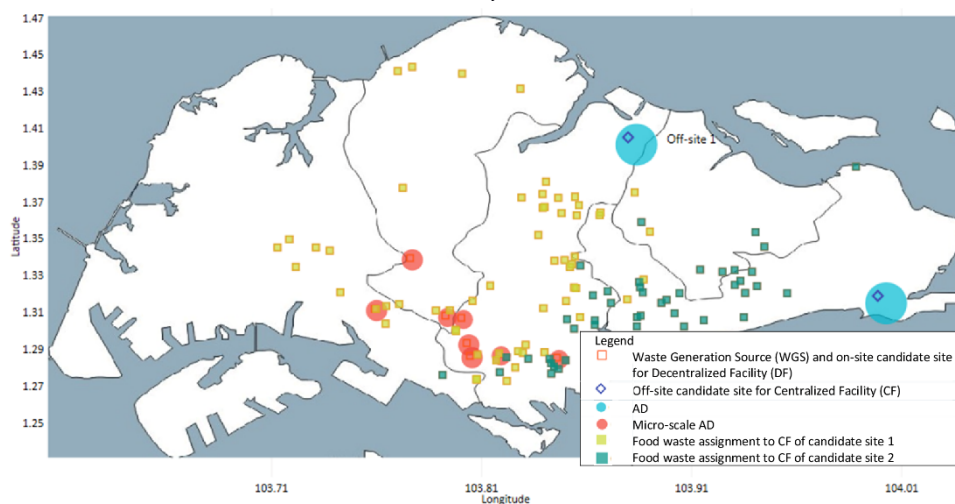 1.47
1.45
1.43
1.41
Off-site 1
1.39
1.37
Latitude
1.35
1.33
1.31
1.29
1.27
1.25
Legend
Waste Generation Source (WGS) and on-site candidate site
for Decentralized Facility (DF)
Off-site candidate site for Centralized Facility (CF)
AD
Micro-scale AD
Food waste assignment to CF of candidate site 1
Food waste assignment to CF of candidate site 2
103.71 103.81 103.91 104.01
Longitude